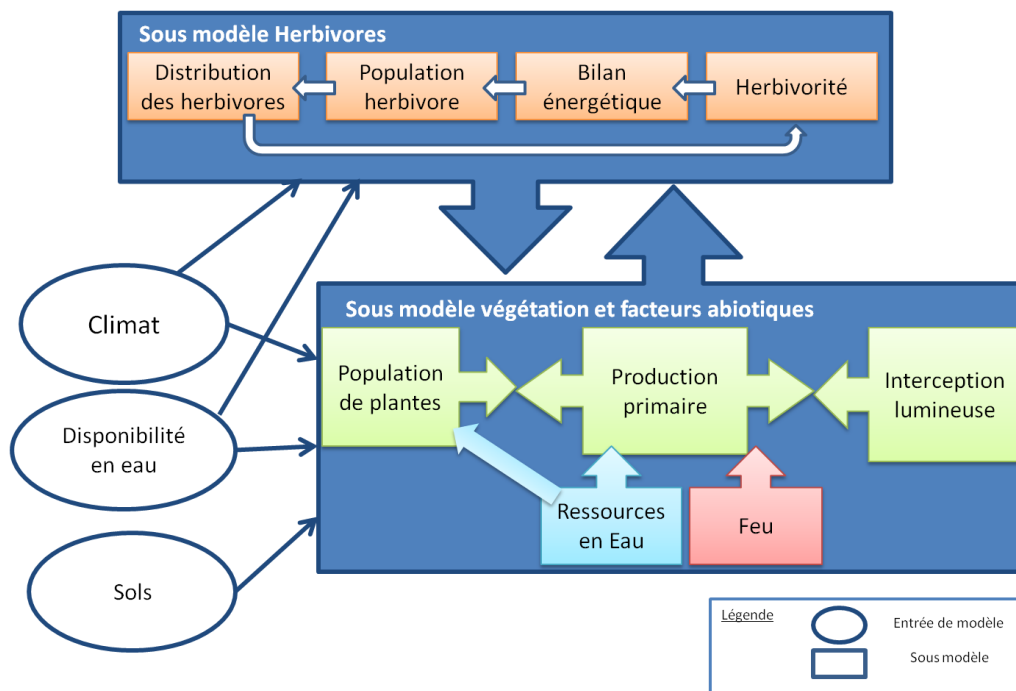 Sous modèle Herbivores
Distribution
des herbivores
Population
herbivore
Bilan
énergétique
Herbivorité
Climat
Disponibilité
en eau
Sols
Sous modèle végétation et facteurs abiotiques
Population
de plantes
Production
primaire
Interception
lumineuse
Ressources
en Eau
Feu
Légende
Entrée de modèle
Sous modèle